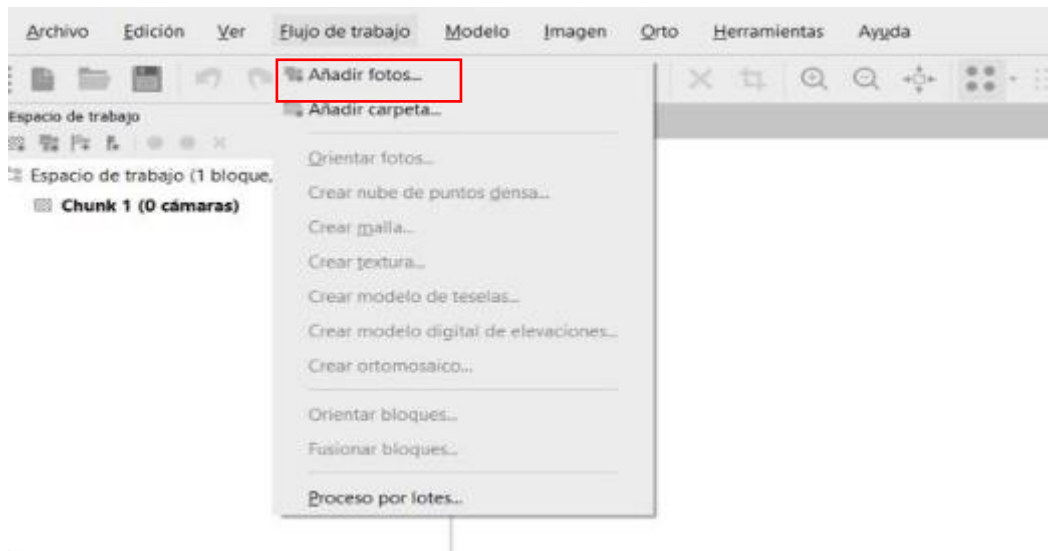 Archivo Edición Ver Flujo de trabajo Modelo Imagen Orto Herramientas Ayuda
Añadir fotos...
Espacio de trabajo
Añadir carpeta...
Espacio de trabajo (1 bloque,
Chunk 1 (0 cámaras)
Orientar fotos...
Crear nube de puntos densa...
Crear malla...
Crear textura...
Crear modelo de teselas...
Crear modelo digital de elevaciones...
Crear ortomosaico...
Orientar bloques...
Fusionar bloques...
Proceso por lotes...